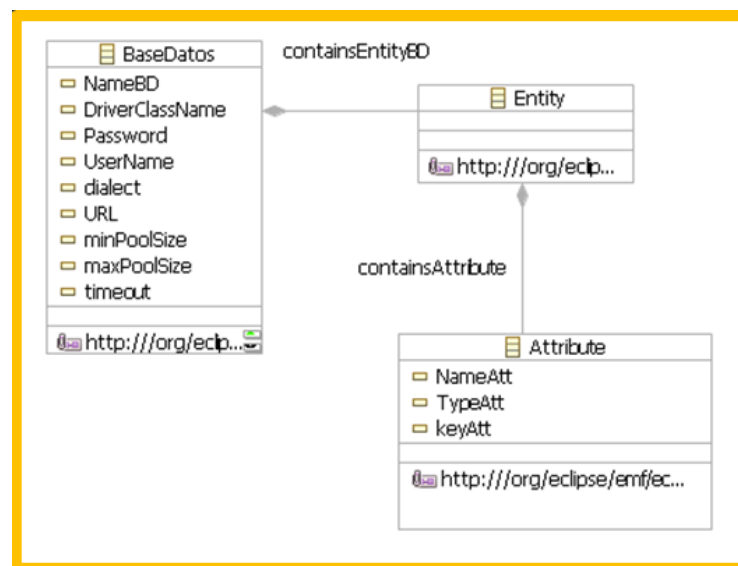 BaseDatos
NameBD
DriverClassName
Password
UserName
dialect
URL
minPoolSize
maxPoolSize
timeout
http:///org/eclip...
containsEntityBD
Entity
http:///org/eclip...
containsAttribute
Attribute
NameAtt
TypeAtt
keyAtt
http:///org/eclipse/emf/ec...